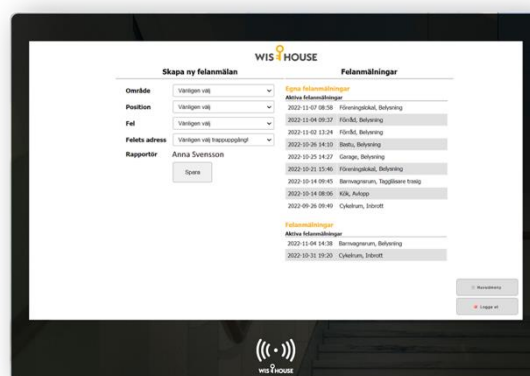 WIS HOUSE
Skapa ny felanmälan
Område Vänligen välj
Position Vänligen välj
Fel Vänligen välj
Felets adress Vänligen välj trappuppgång!
Rapportör Anna Svensson
Spara
Felanmälningar
Egna felanmälningar
Aktiva felanmälningar
2022-11-07 08:58 Föreningslokal, Belysning
2022-11-04 09:37 Förråd, Belysning
2022-11-02 13:24 Förråd, Belysning
2022-10-26 14:10 Bastu, Belysning
2022-10-25 14:27 Garage, Belysning
2022-10-21 15:46 Föreningslokal, Belysning
2022-10-14 09:45 Barnvagnsrum, Taggläsare trasig
2022-10-14 08:06 Kök, Avlopp
2022-09-26 09:49 Cykelrum, Inbrott
Felanmälningar
Aktiva felanmälningar
2022-11-04 14:38 Barnvagnsrum, Belysning
2022-10-31 19:20 Cykelrum, Inbrott
Huvudmeny
Logga ut
WIS HOUSE